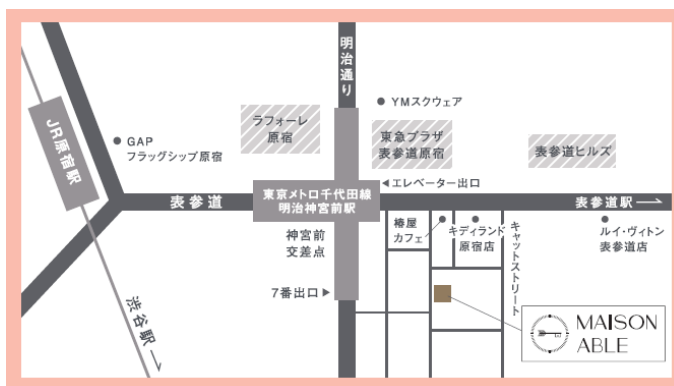 明治通り
YMスクウェア
ラフォーレ
原宿
東急プラザ
表参道原宿
表参道ヒルズ
JR原宿駅
GAP
フラッグシップ原宿
エレベーター出口
表参道
東京メトロ千代田線
明治神宮前駅
表参道駅
神宮前
交差点
椿屋
カフェ
キディランド
原宿店
キャットストリート
ルイ・ヴィトン
表参道店
7番出口
渋谷駅
MAISON
ABLE